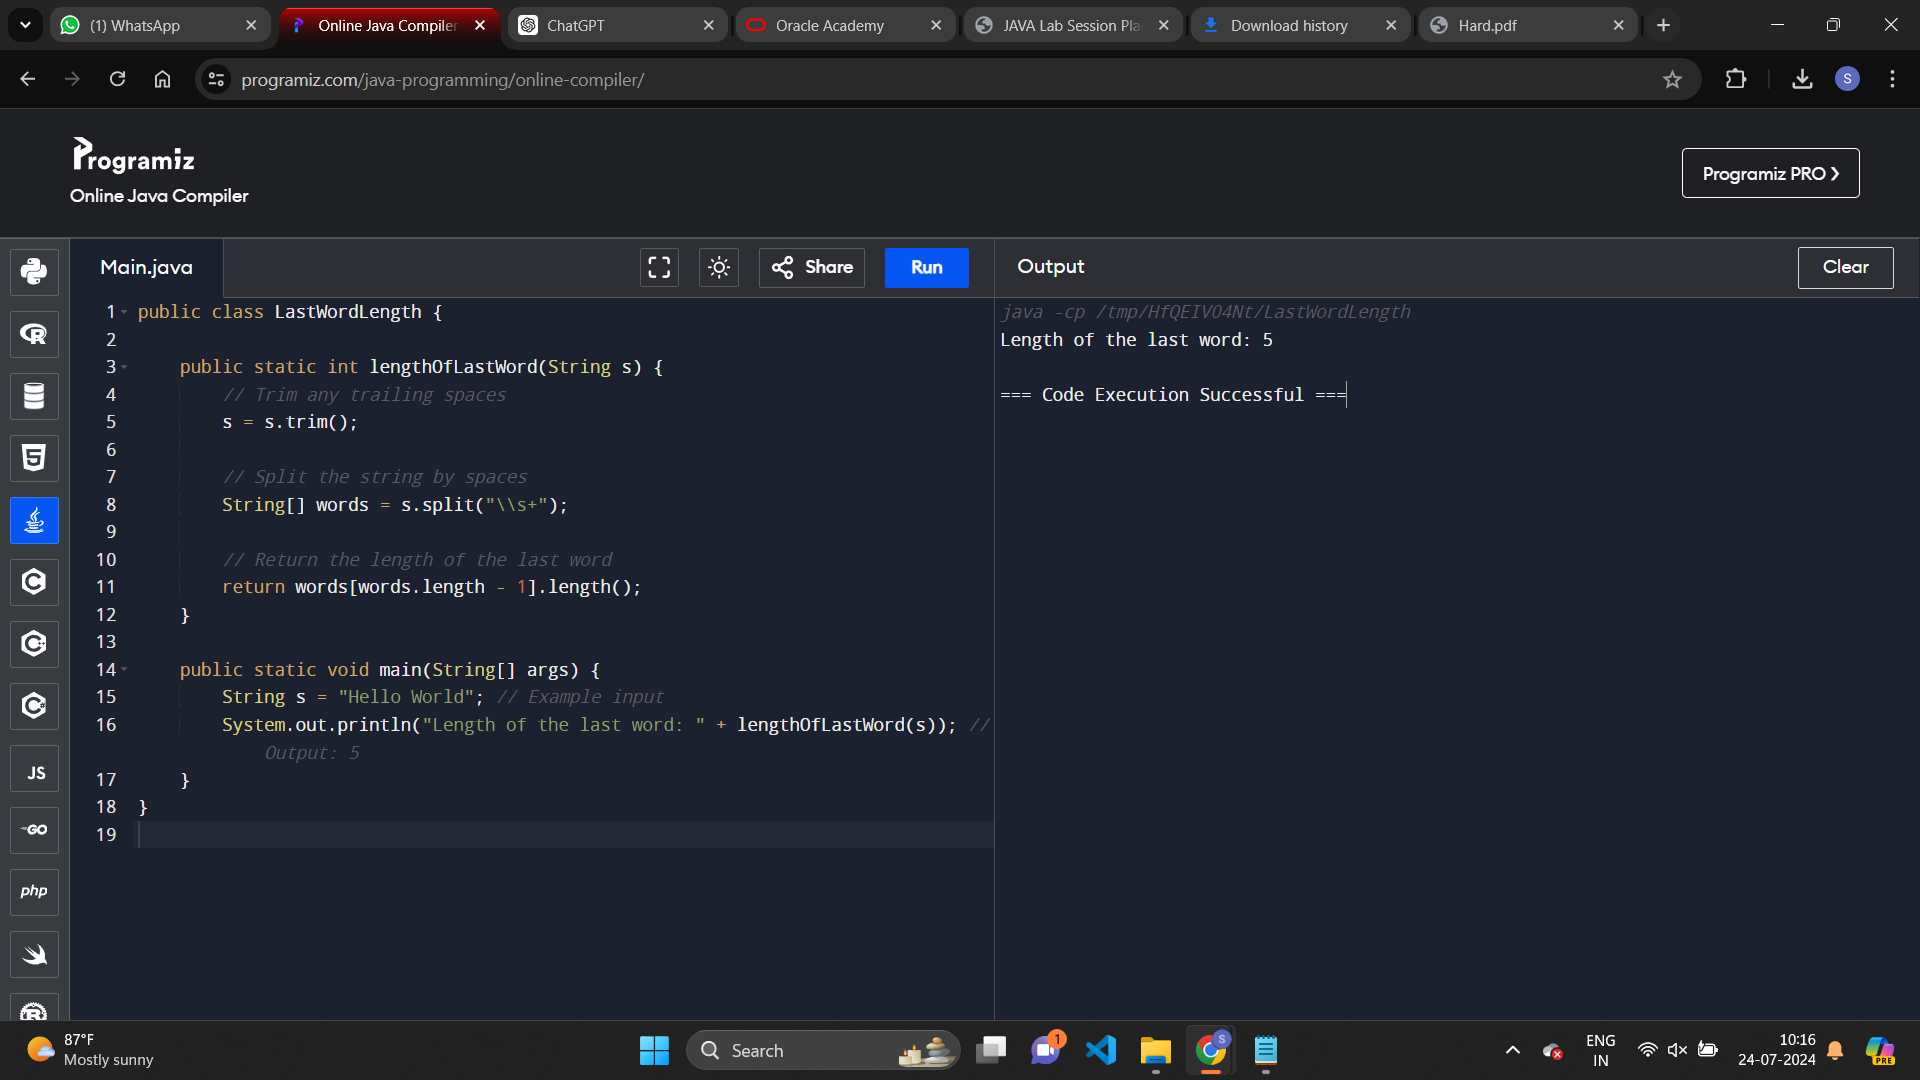 (1) WhatsApp
Online Java Compiler
ChatGPT
Oracle Academy
JAVA Lab Session Pla
Download history
Hard.pdf
programiz.com/java-programming/online-compiler/
S
Programiz
Online Java Compiler
Programiz PRO
Main.java
Share
Run
Output
Clear
1 public class LastWordLength {
2
3     public static int lengthOfLastWord(String s) {
4         // Trim any trailing spaces
5         s = s.trim();
6
7         // Split the string by spaces
8         String[] words = s.split("\\s+");
9
10         // Return the length of the last word
11         return words[words.length - 1].length();
12     }
13
14     public static void main(String[] args) {
15         String s = "Hello World"; // Example input
16         System.out.println("Length of the last word: " + lengthOfLastWord(s)); //
Output: 5
17     }
18 }
19
java -cp /tmp/HfQEIVO4Nt/LastWordLength
Length of the last word: 5
=== Code Execution Successful ===
R
5
C
C
C
JS
GO
php
R
87°F
Mostly sunny
Search
1
S
ENG
IN
10:16
24-07-2024
PRE